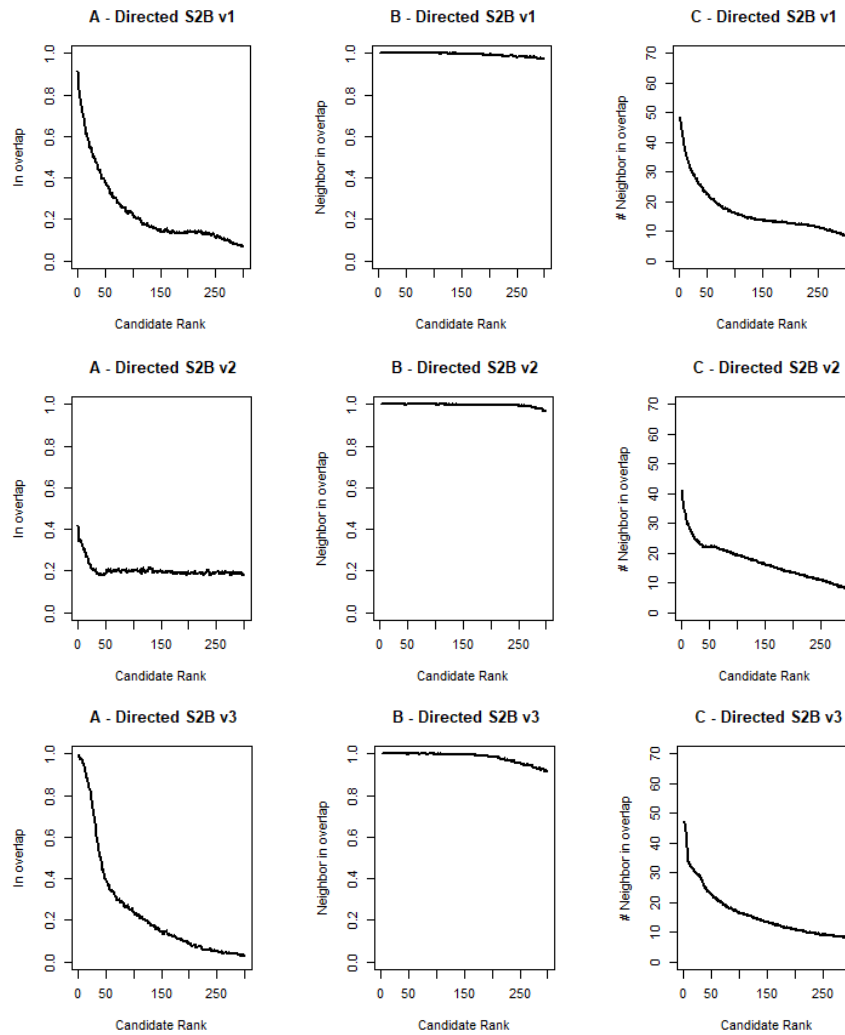 A - Directed S2B v1
In overlap
0.0 0.2 0.4 0.6 0.8 1.0
0 50 150 250
Candidate Rank
B - Directed S2B v1
Neighbor in overlap
0.0 0.2 0.4 0.6 0.8 1.0
0 50 150 250
Candidate Rank
C - Directed S2B v1
# Neighbor in overlap
0 10 20 30 40 50 60 70
0 50 150 250
Candidate Rank
A - Directed S2B v2
In overlap
0.0 0.2 0.4 0.6 0.8 1.0
0 50 150 250
Candidate Rank
B - Directed S2B v2
Neighbor in overlap
0.0 0.2 0.4 0.6 0.8 1.0
0 50 150 250
Candidate Rank
C - Directed S2B v2
# Neighbor in overlap
0 10 20 30 40 50 60 70
0 50 150 250
Candidate Rank
A - Directed S2B v3
In overlap
0.0 0.2 0.4 0.6 0.8 1.0
0 50 150 250
Candidate Rank
B - Directed S2B v3
Neighbor in overlap
0.0 0.2 0.4 0.6 0.8 1.0
0 50 150 250
Candidate Rank
C - Directed S2B v3
# Neighbor in overlap
0 10 20 30 40 50 60 70
0 50 150 250
Candidate Rank